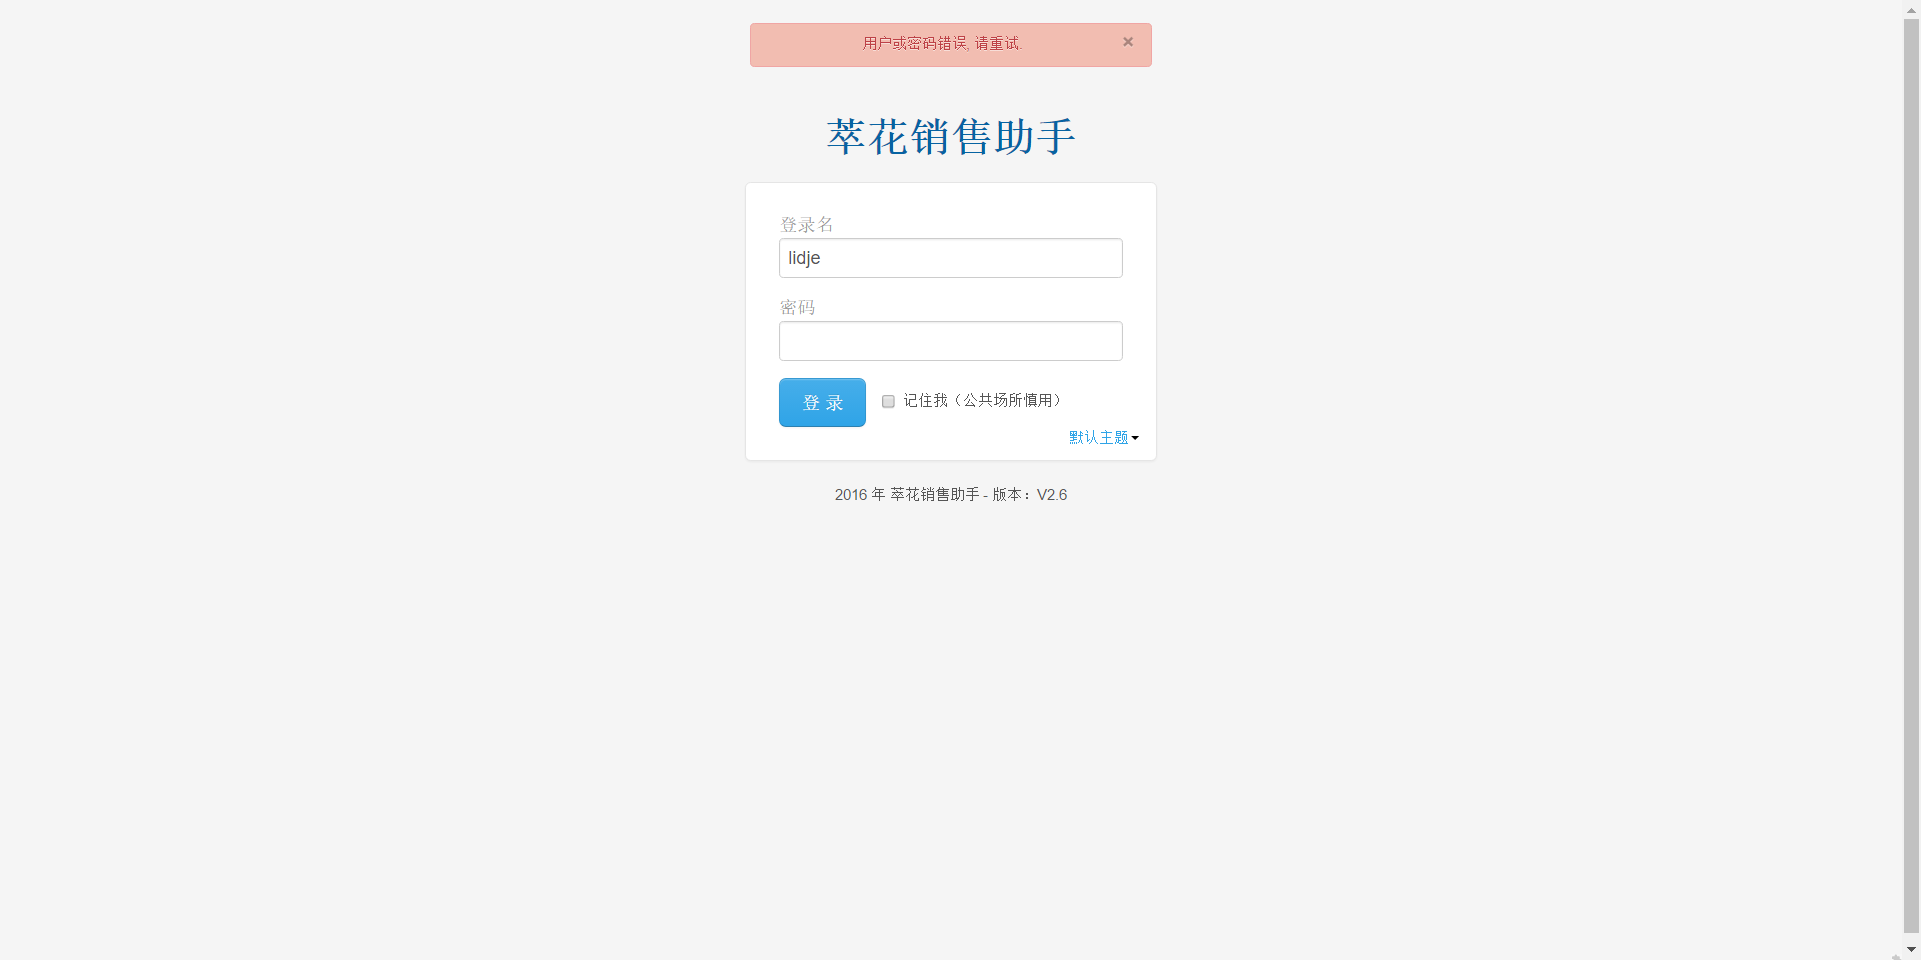 用户或密码错误, 请重试.
×
萃花销售助手
登录名
lidje
密码
登 录
记住我（公共场所慎用）
默认主题
2016 年 萃花销售助手 - 版本：V2.6